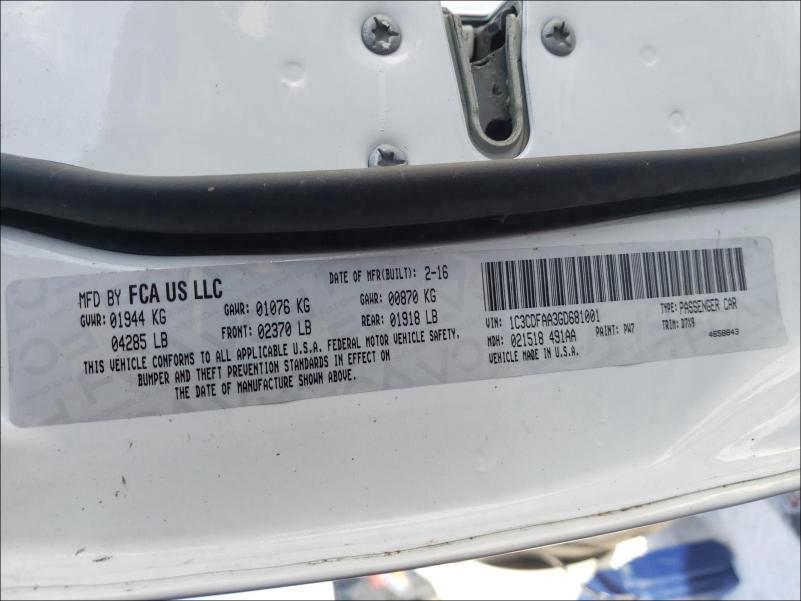 MFD BY FCA US LLC
DATE OF MFR(BUILT): 2-16
GVWR: 01944 KG
04285 LB
GAWR: 01076 KG
FRONT: 02370 LB
GAWR: 00870 KG
REAR: 01918 LB
THIS VEHICLE CONFORMS TO ALL APPLICABLE U.S.A. FEDERAL MOTOR VEHICLE SAFETY,
BUMPER AND THEFT PREVENTION STANDARDS IN EFFECT ON
THE DATE OF MANUFACTURE SHOWN ABOVE.
VIN: 1C3CDFAA3GD681001
TYPE: PASSENGER CAR
MDH: 021518 491AA
PAINT: PW7
TRIM: D7X9
VEHICLE MADE IN U.S.A.
4658843